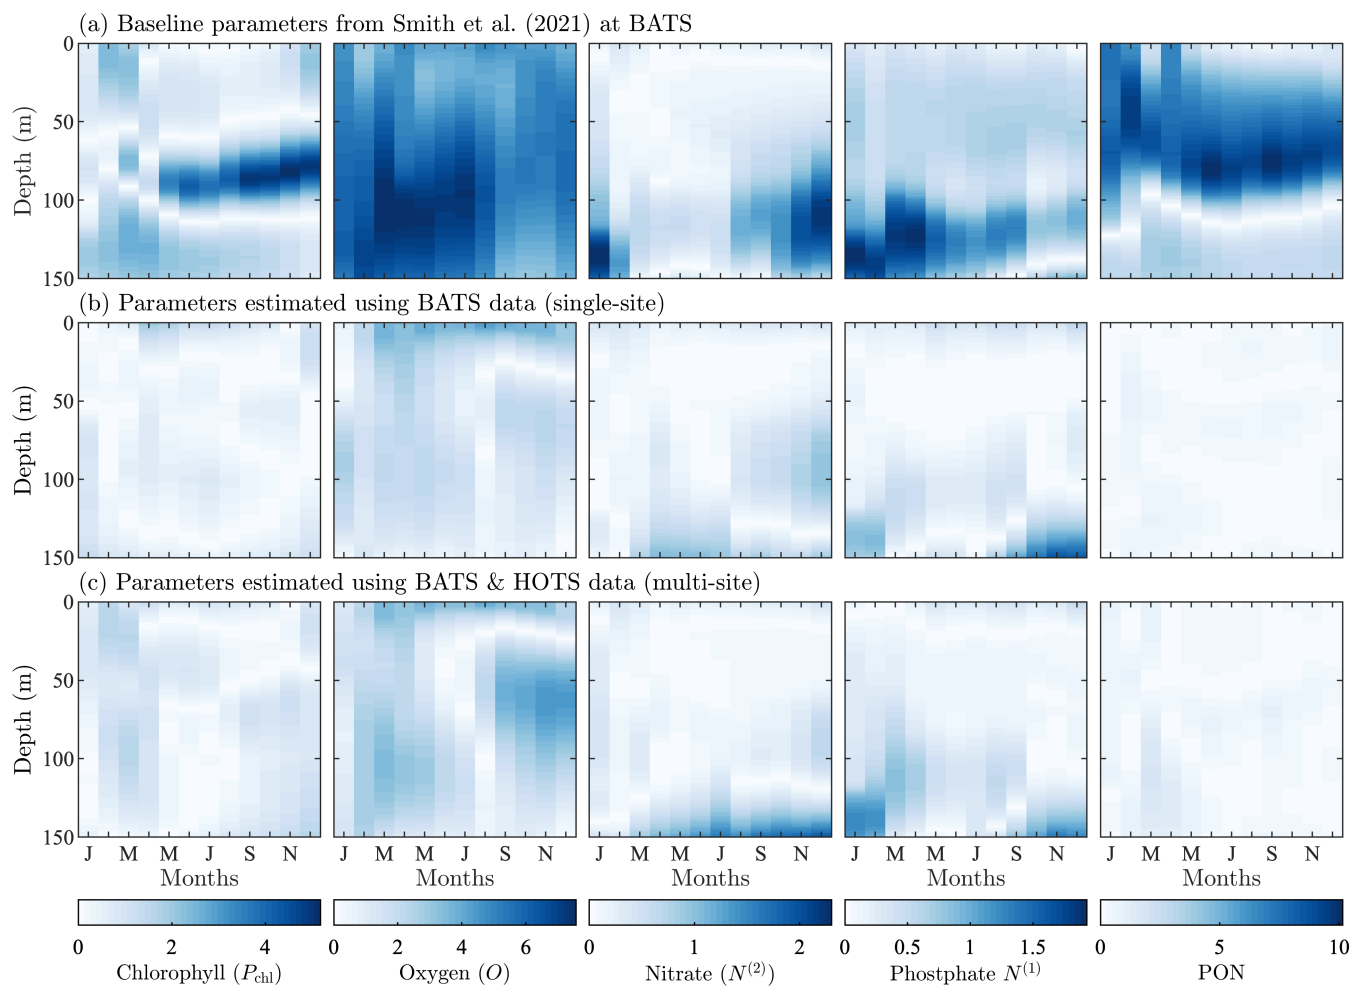 (a) Baseline parameters from Smith et al. (2021) at BATS
0
50
100
150
Depth (m)
(b) Parameters estimated using BATS data (single-site)
0
50
100
150
Depth (m)
(c) Parameters estimated using BATS & HOTS data (multi-site)
0
50
100
150
Depth (m)
J M M J S N J M M J S N J M M J S N J M M J S N J M M J S N
Months Months Months Months Months
0 2 4 0 2 4 6 0 1 2 0 0.5 1 1.5 0 5 10
Chlorophyll (Pchl) Oxygen (O) Nitrate (N(2)) Phostphate N(1) PON